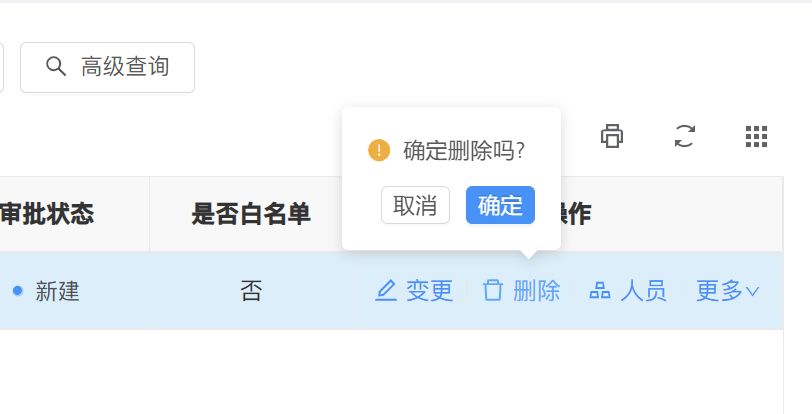 高级查询
确定删除吗?
取消 确定
审批状态 是否白名单 操作
新建 否 变更 删除 人员 更多